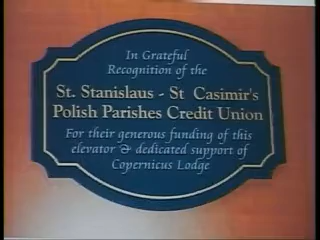 In Grateful
Recognition of the
St. Stanislaus - St Casimir's
Polish Parishes Credit Union
For their generous funding of this
elevator & dedicated support of
Copernicus Lodge